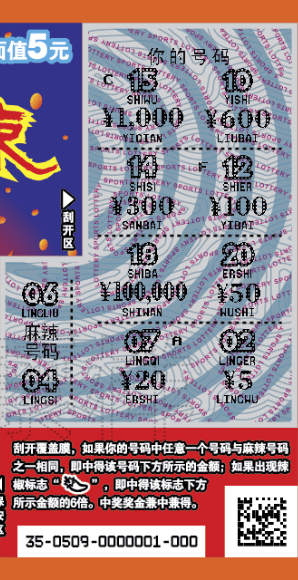 面值5元
你的号码
C 15 10
SHIWU YISHI
¥1,000 ¥600
YIQIAN LIUBAI
14 F 12
SHISI SHIER
¥300 ¥100
SANBAI YIBAI
刮开区
18 20
SHIBA ERSHI
¥100,000 ¥50
SHIWAN WUSHI
06
LINGLIU
麻辣
号码
07 A 02
LINGQI LINGER
¥20 ¥5
ERSHI LINGWU
04
LINGSI
刮开覆盖膜，如果你的号码中任意一个号码与麻辣号码
之一相同，即中得该号码下方所示的金额；如果出现辣
椒标志“ ”，即中得该标志下方
所示金额的6倍。中奖奖金兼中兼得。
35-0509-0000001-000